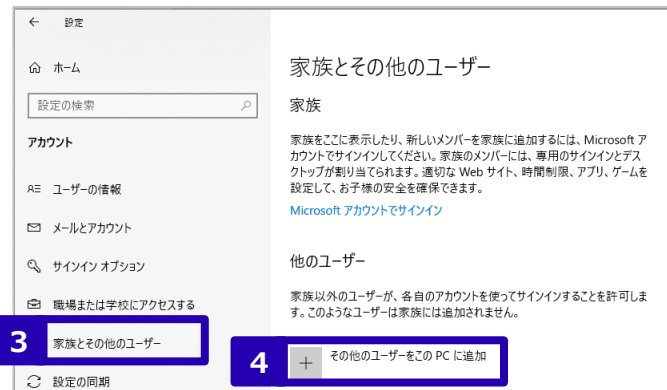 ← 設定
ホーム
設定の検索
アカウント
ユーザーの情報
メールとアカウント
サインイン オプション
職場または学校にアクセスする
3
家族とその他のユーザー
設定の同期
家族とその他のユーザー
家族
家族をここに表示したり、新しいメンバーを家族に追加するには、Microsoft ア
カウントでサインインしてください。家族のメンバーには、専用のサインインとデス
クトップが割り当てられます。適切な Web サイト、時間制限、アプリ、ゲームを
設定して、お子様の安全を確保できます。
Microsoft アカウントでサインイン
他のユーザー
家族以外のユーザーが、各自のアカウントを使ってサインインすることを許可しま
す。このようなユーザーは家族には追加されません。
4
+ その他のユーザーをこの PC に追加